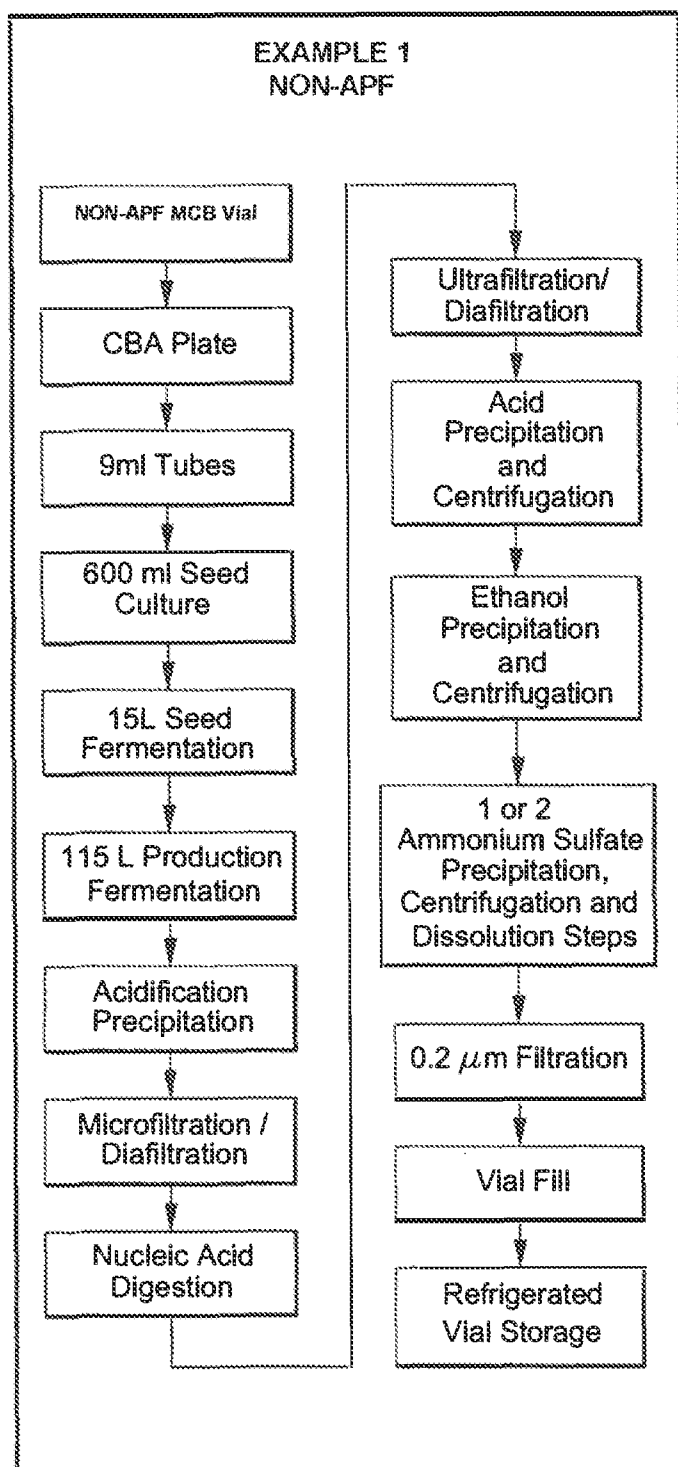 EXAMPLE 1
NON-APF
NON-APF MCB Vial
CBA Plate
9ml Tubes
600 ml Seed
Culture
15L Seed
Fermentation
115 L Production
Fermentation
Acidification
Precipitation
Microfiltration /
Diafiltration
Nucleic Acid
Digestion
Ultrafiltration/
Diafiltration
Acid
Precipitation
and
Centrifugation
Ethanol
Precipitation
and
Centrifugation
1 or 2
Ammonium Sulfate
Precipitation,
Centrifugation and
Dissolution Steps
0.2 μm Filtration
Vial Fill
Refrigerated
Vial Storage